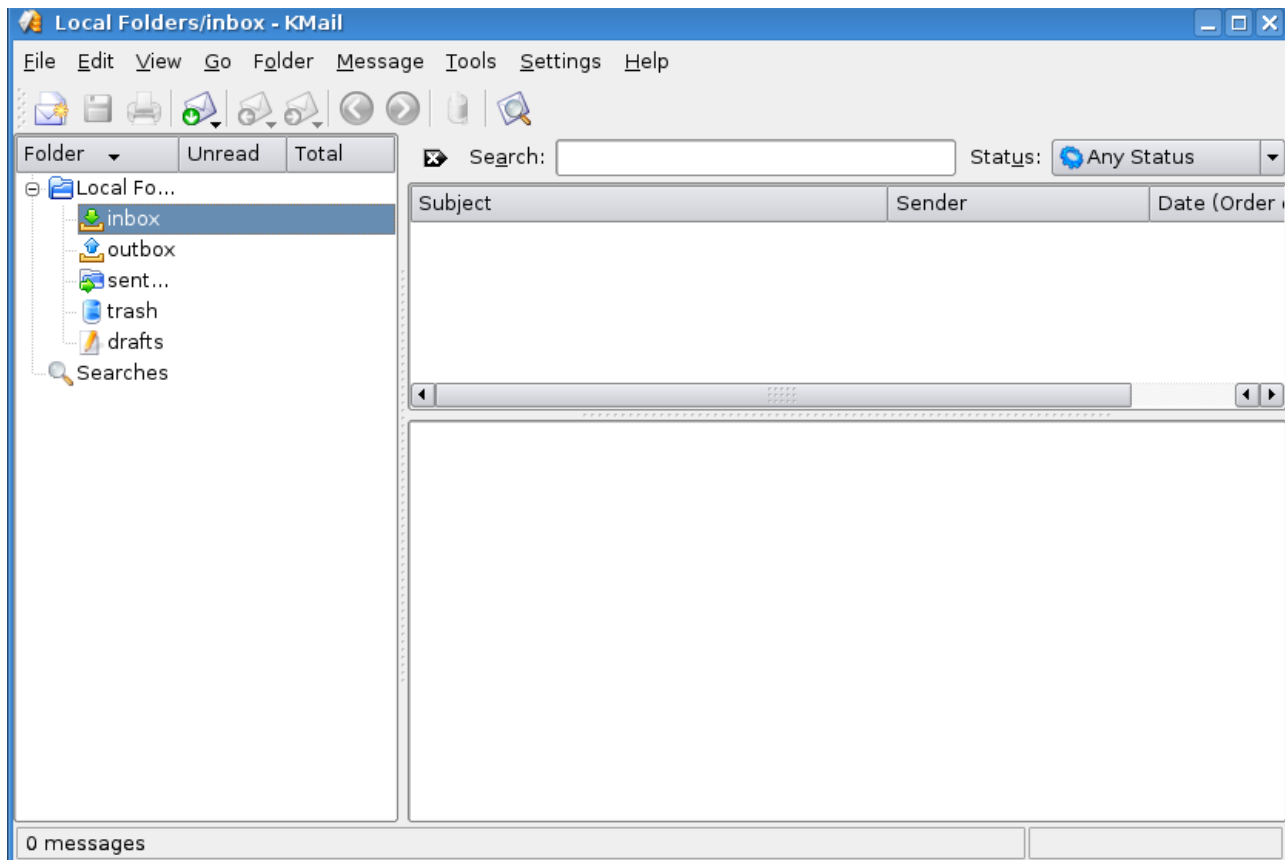 Local Folders/inbox - KMail
File Edit View Go Folder Message Tools Settings Help
Folder Unread Total
Search:
Status: Any Status
Local Fo...
inbox
outbox
sent...
trash
drafts
Searches
Subject Sender Date (Order
0 messages